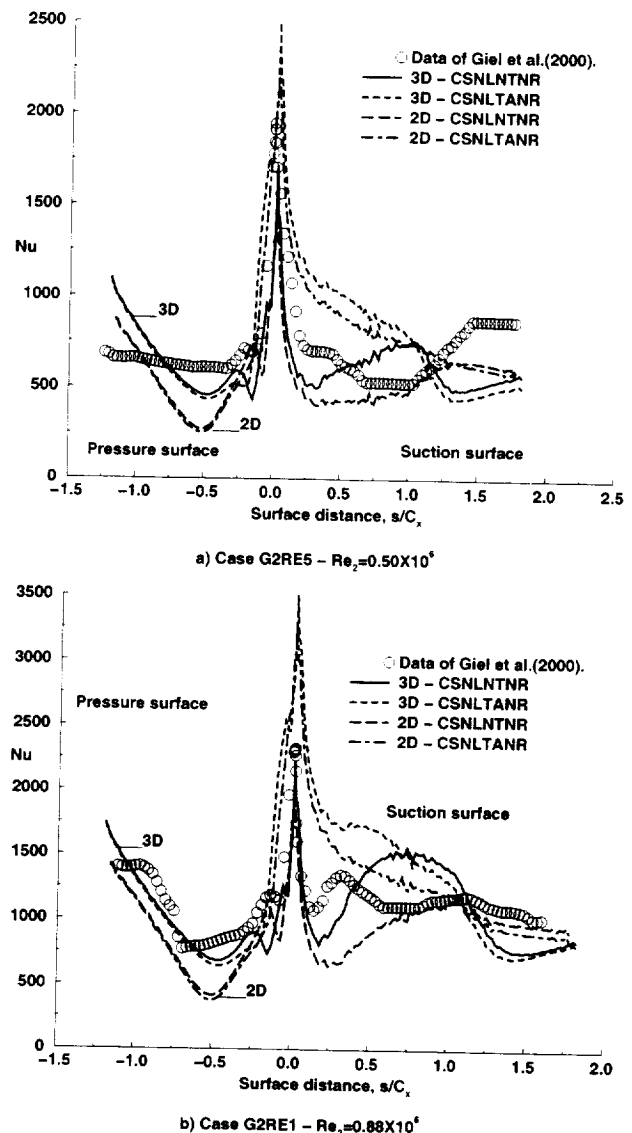 2500
2000
1500
Nu
1000
500
0
Data of Giel et al.(2000).
3D – CSNLNTNR
3D – CSNLTANR
2D – CSNLNTNR
2D – CSNLTANR
3D
2D
Pressure surface
Suction surface
−1.5 −1.0 −0.5 0.0 0.5 1.0 1.5 2.0 2.5
Surface distance, s/Cx
a) Case G2RE5 – Re2=0.50X10^6
3500
3000
2500
Nu
2000
1500
1000
500
0
Data of Giel et al.(2000).
3D – CSNLNTNR
3D – CSNLTANR
2D – CSNLNTNR
2D – CSNLTANR
Pressure surface
Suction surface
3D
2D
−1.5 −1.0 −0.5 0.0 0.5 1.0 1.5 2.0
Surface distance, s/Cx
b) Case G2RE1 – Re2=0.88X10^6